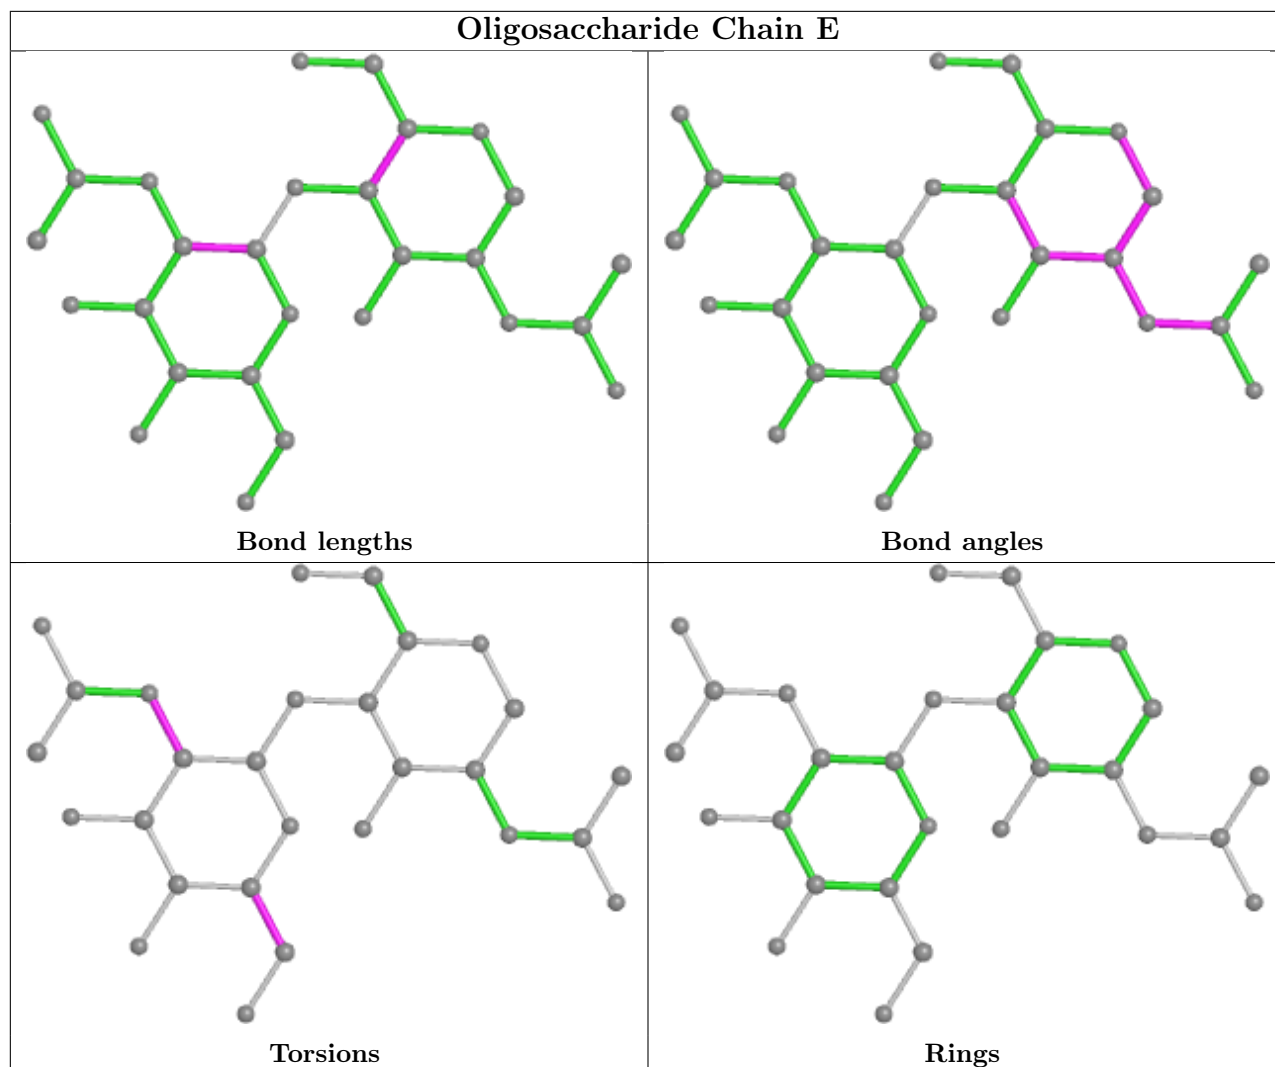 Oligosaccharide Chain E
Bond lengths
Bond angles
Torsions
Rings